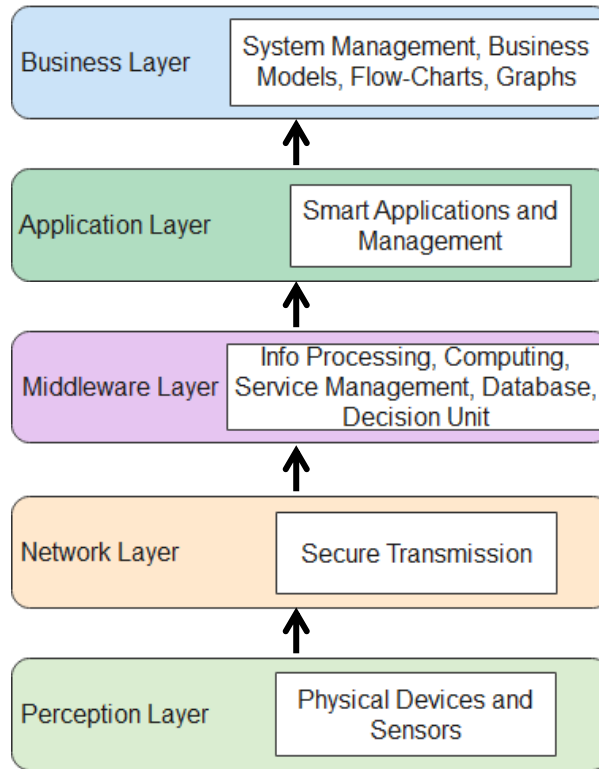 Business Layer
System Management, Business
Models, Flow-Charts, Graphs
Application Layer
Smart Applications and
Management
Middleware Layer
Info Processing, Computing,
Service Management, Database,
Decision Unit
Network Layer
Secure Transmission
Perception Layer
Physical Devices and
Sensors